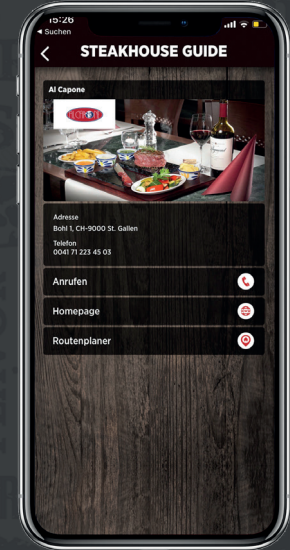 15:26
Suchen
STEAKHOUSE GUIDE
Al Capone
Adresse
Bohl 1, CH-9000 St. Gallen
Telefon
0041 71 223 45 03
Anrufen
Homepage
Routenplaner